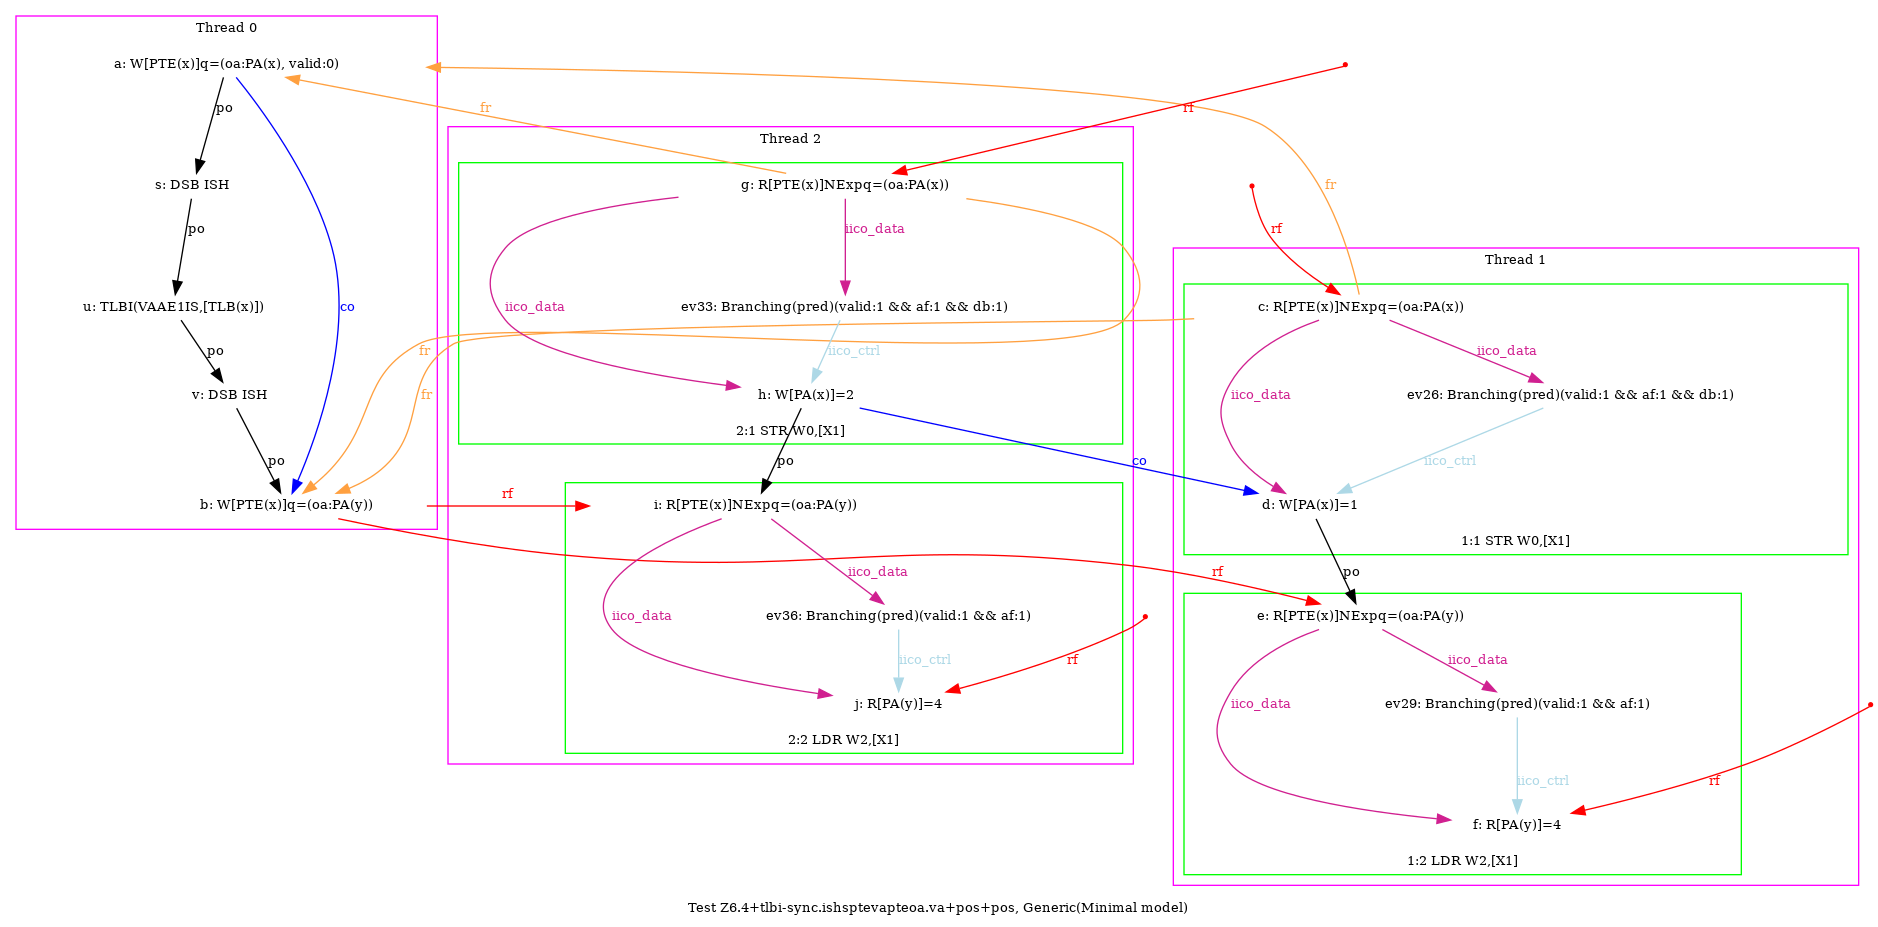 Thread 0
a: W[PTE(x)]q=(oa:PA(x), valid:0)
po
s: DSB ISH
po
u: TLBI(VAAE1IS,[TLB(x)])
co
po
v: DSB ISH
po
b: W[PTE(x)]q=(oa:PA(y))
fr
rf
Thread 2
g: R[PTE(x)]NExpq=(oa:PA(x))
iico_data
iico_data
ev33: Branching(pred)(valid:1 && af:1 && db:1)
fr
iico_ctrl
fr
h: W[PA(x)]=2
2:1 STR W0,[X1]
po
co
rf
i: R[PTE(x)]NExpq=(oa:PA(y))
iico_data
iico_data
ev36: Branching(pred)(valid:1 && af:1)
iico_ctrl
rf
j: R[PA(y)]=4
2:2 LDR W2,[X1]
fr
rf
Thread 1
c: R[PTE(x)]NExpq=(oa:PA(x))
iico_data
iico_data
ev26: Branching(pred)(valid:1 && af:1 && db:1)
iico_ctrl
d: W[PA(x)]=1
1:1 STR W0,[X1]
rf
po
e: R[PTE(x)]NExpq=(oa:PA(y))
iico_data
iico_data
ev29: Branching(pred)(valid:1 && af:1)
iico_ctrl
rf
f: R[PA(y)]=4
1:2 LDR W2,[X1]
Test Z6.4+tlbi-sync.ishsptevapteoa.va+pos+pos, Generic(Minimal model)